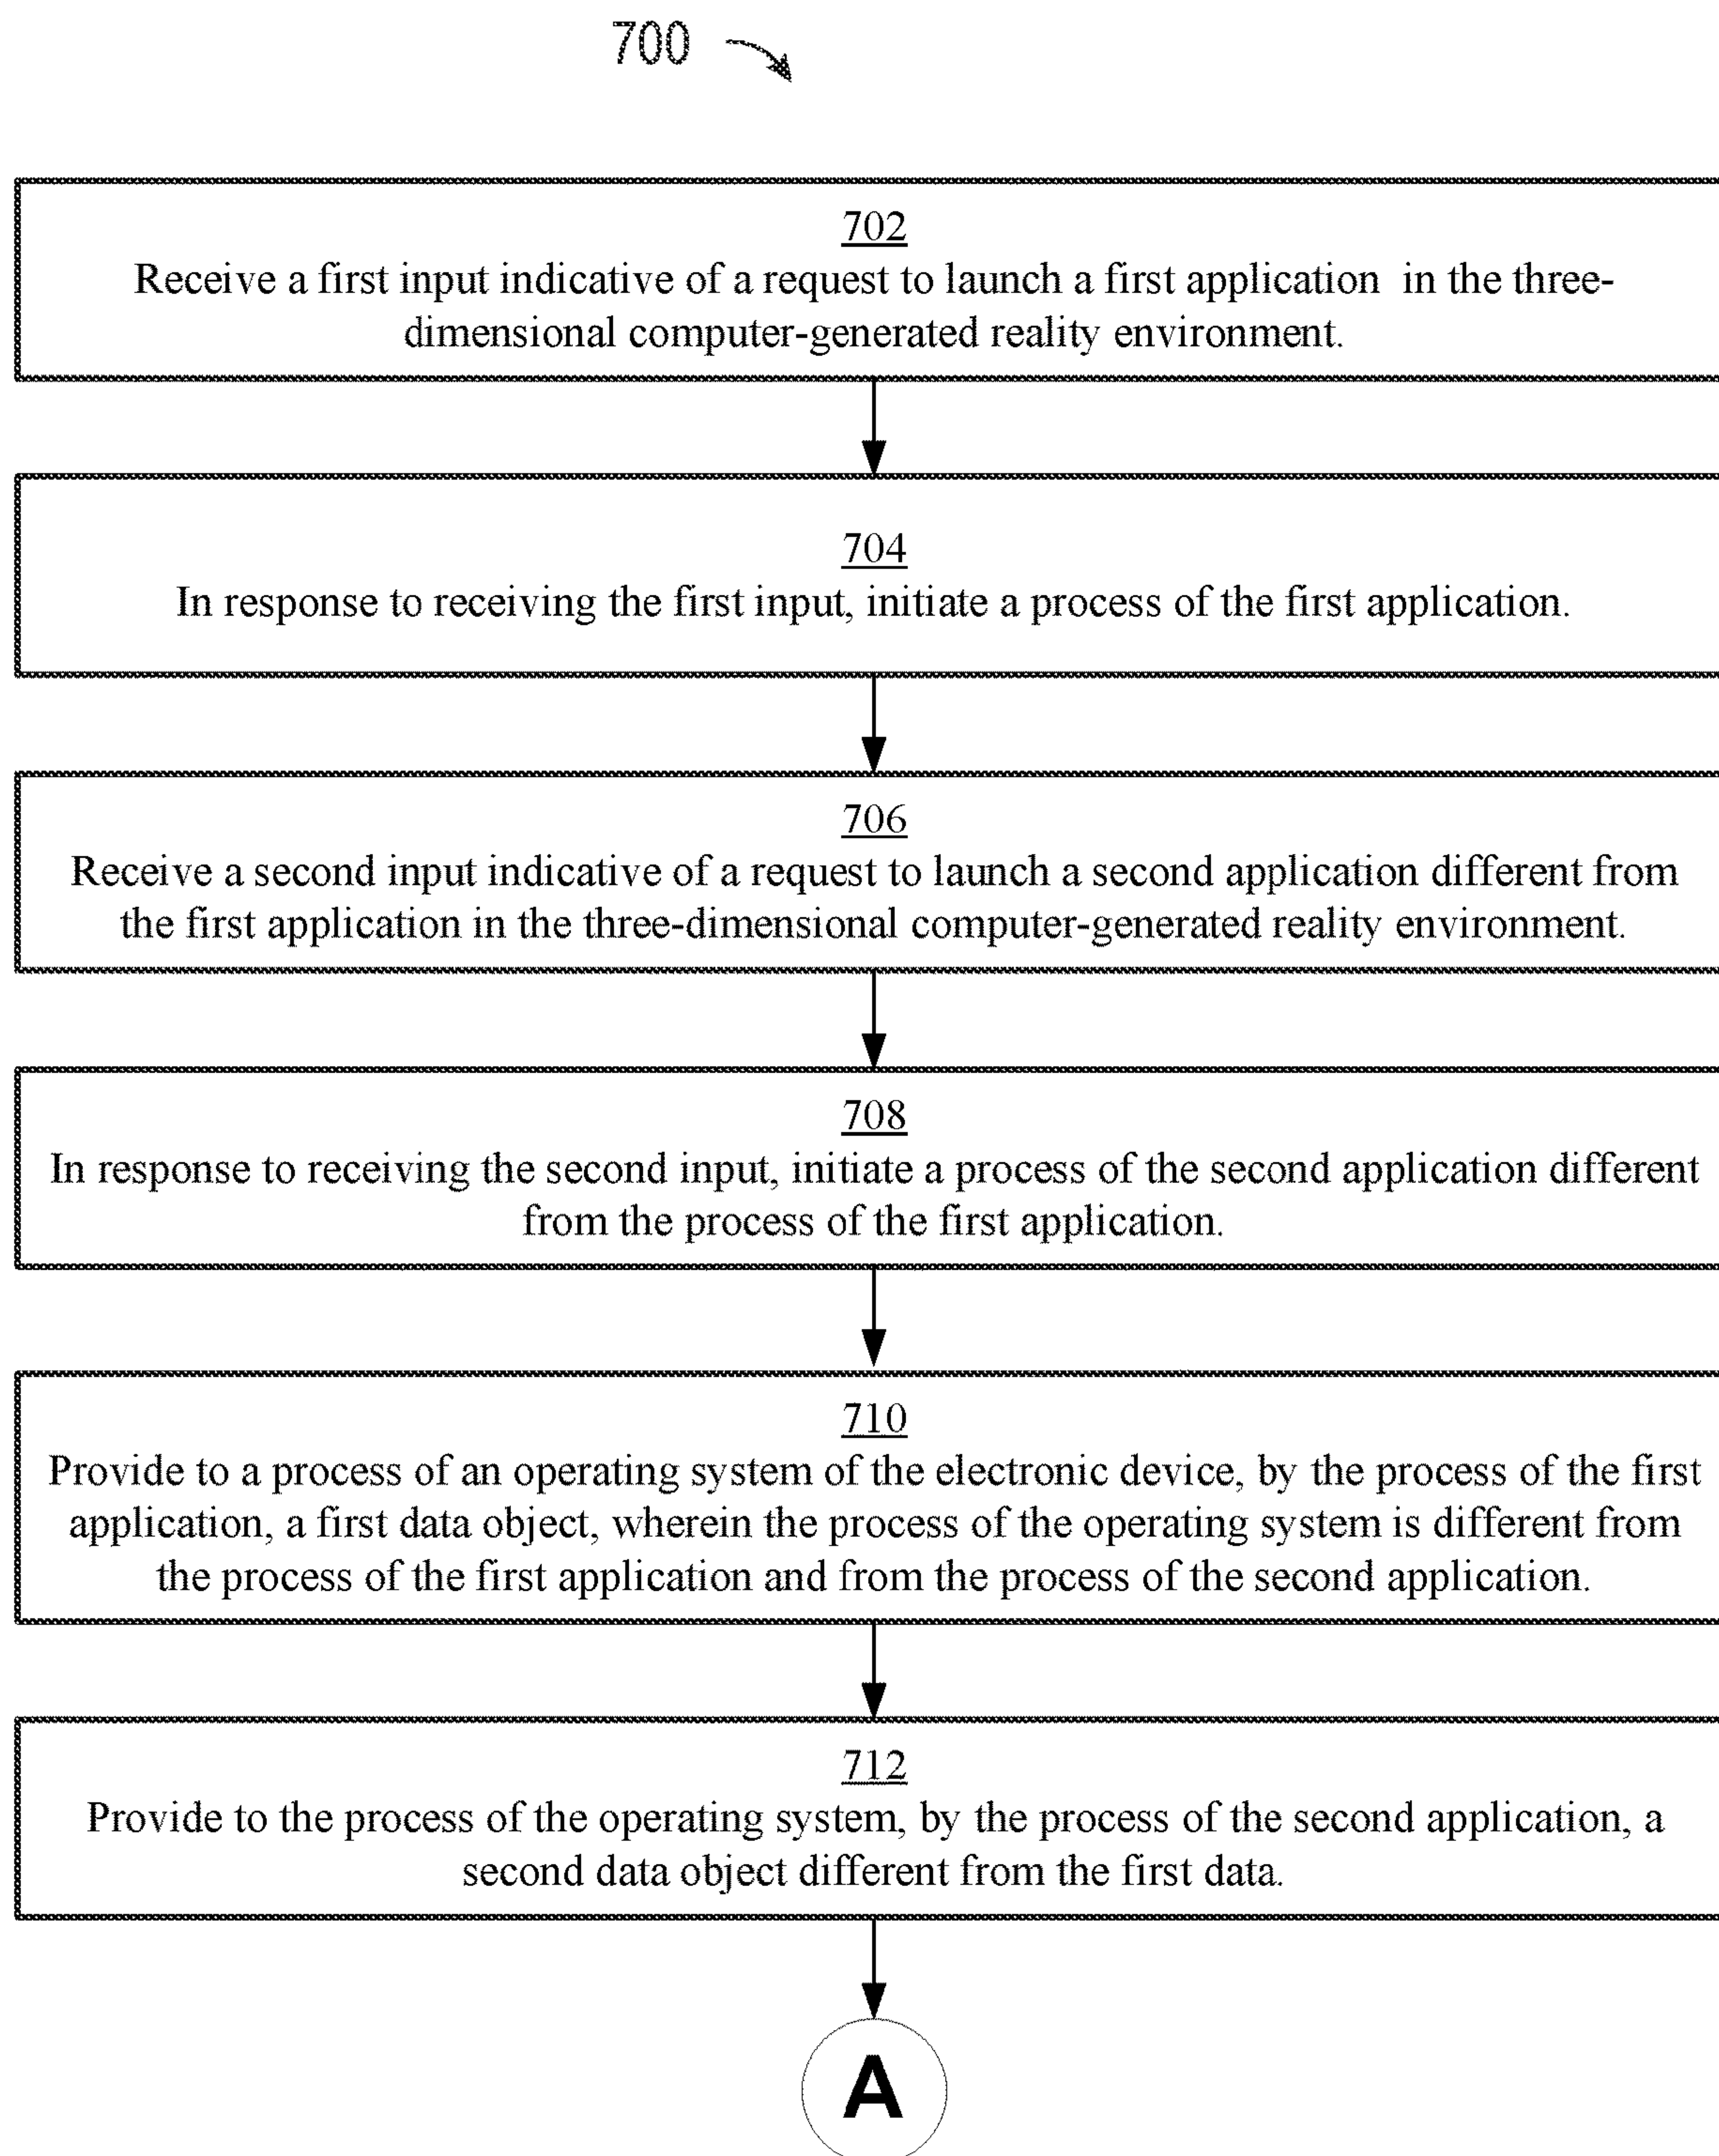 700
702
Receive a first input indicative of a request to launch a first application in the three-
dimensional computer-generated reality environment.
704
In response to receiving the first input, initiate a process of the first application.
706
Receive a second input indicative of a request to launch a second application different from
the first application in the three-dimensional computer-generated reality environment.
708
In response to receiving the second input, initiate a process of the second application different
from the process of the first application.
710
Provide to a process of an operating system of the electronic device, by the process of the first
application, a first data object, wherein the process of the operating system is different from
the process of the first application and from the process of the second application.
712
Provide to the process of the operating system, by the process of the second application, a
second data object different from the first data.
A